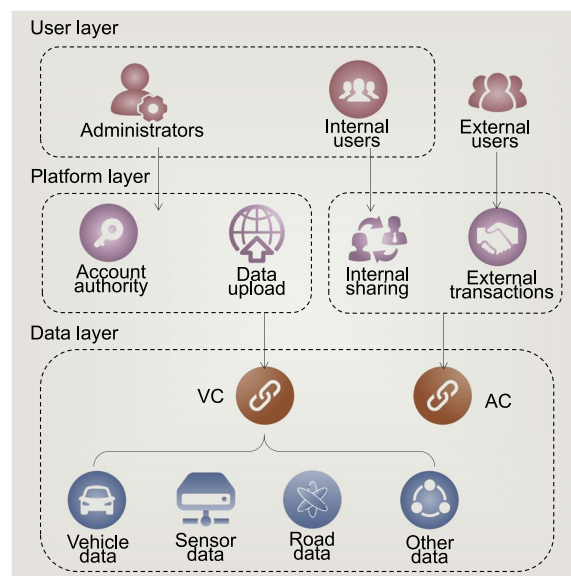 User layer
Administrators
Internal
users
External
users
Platform layer
Account
authority
Data
upload
Internal
sharing
External
transactions
Data layer
VC
AC
Vehicle
data
Sensor
data
Road
data
Other
data